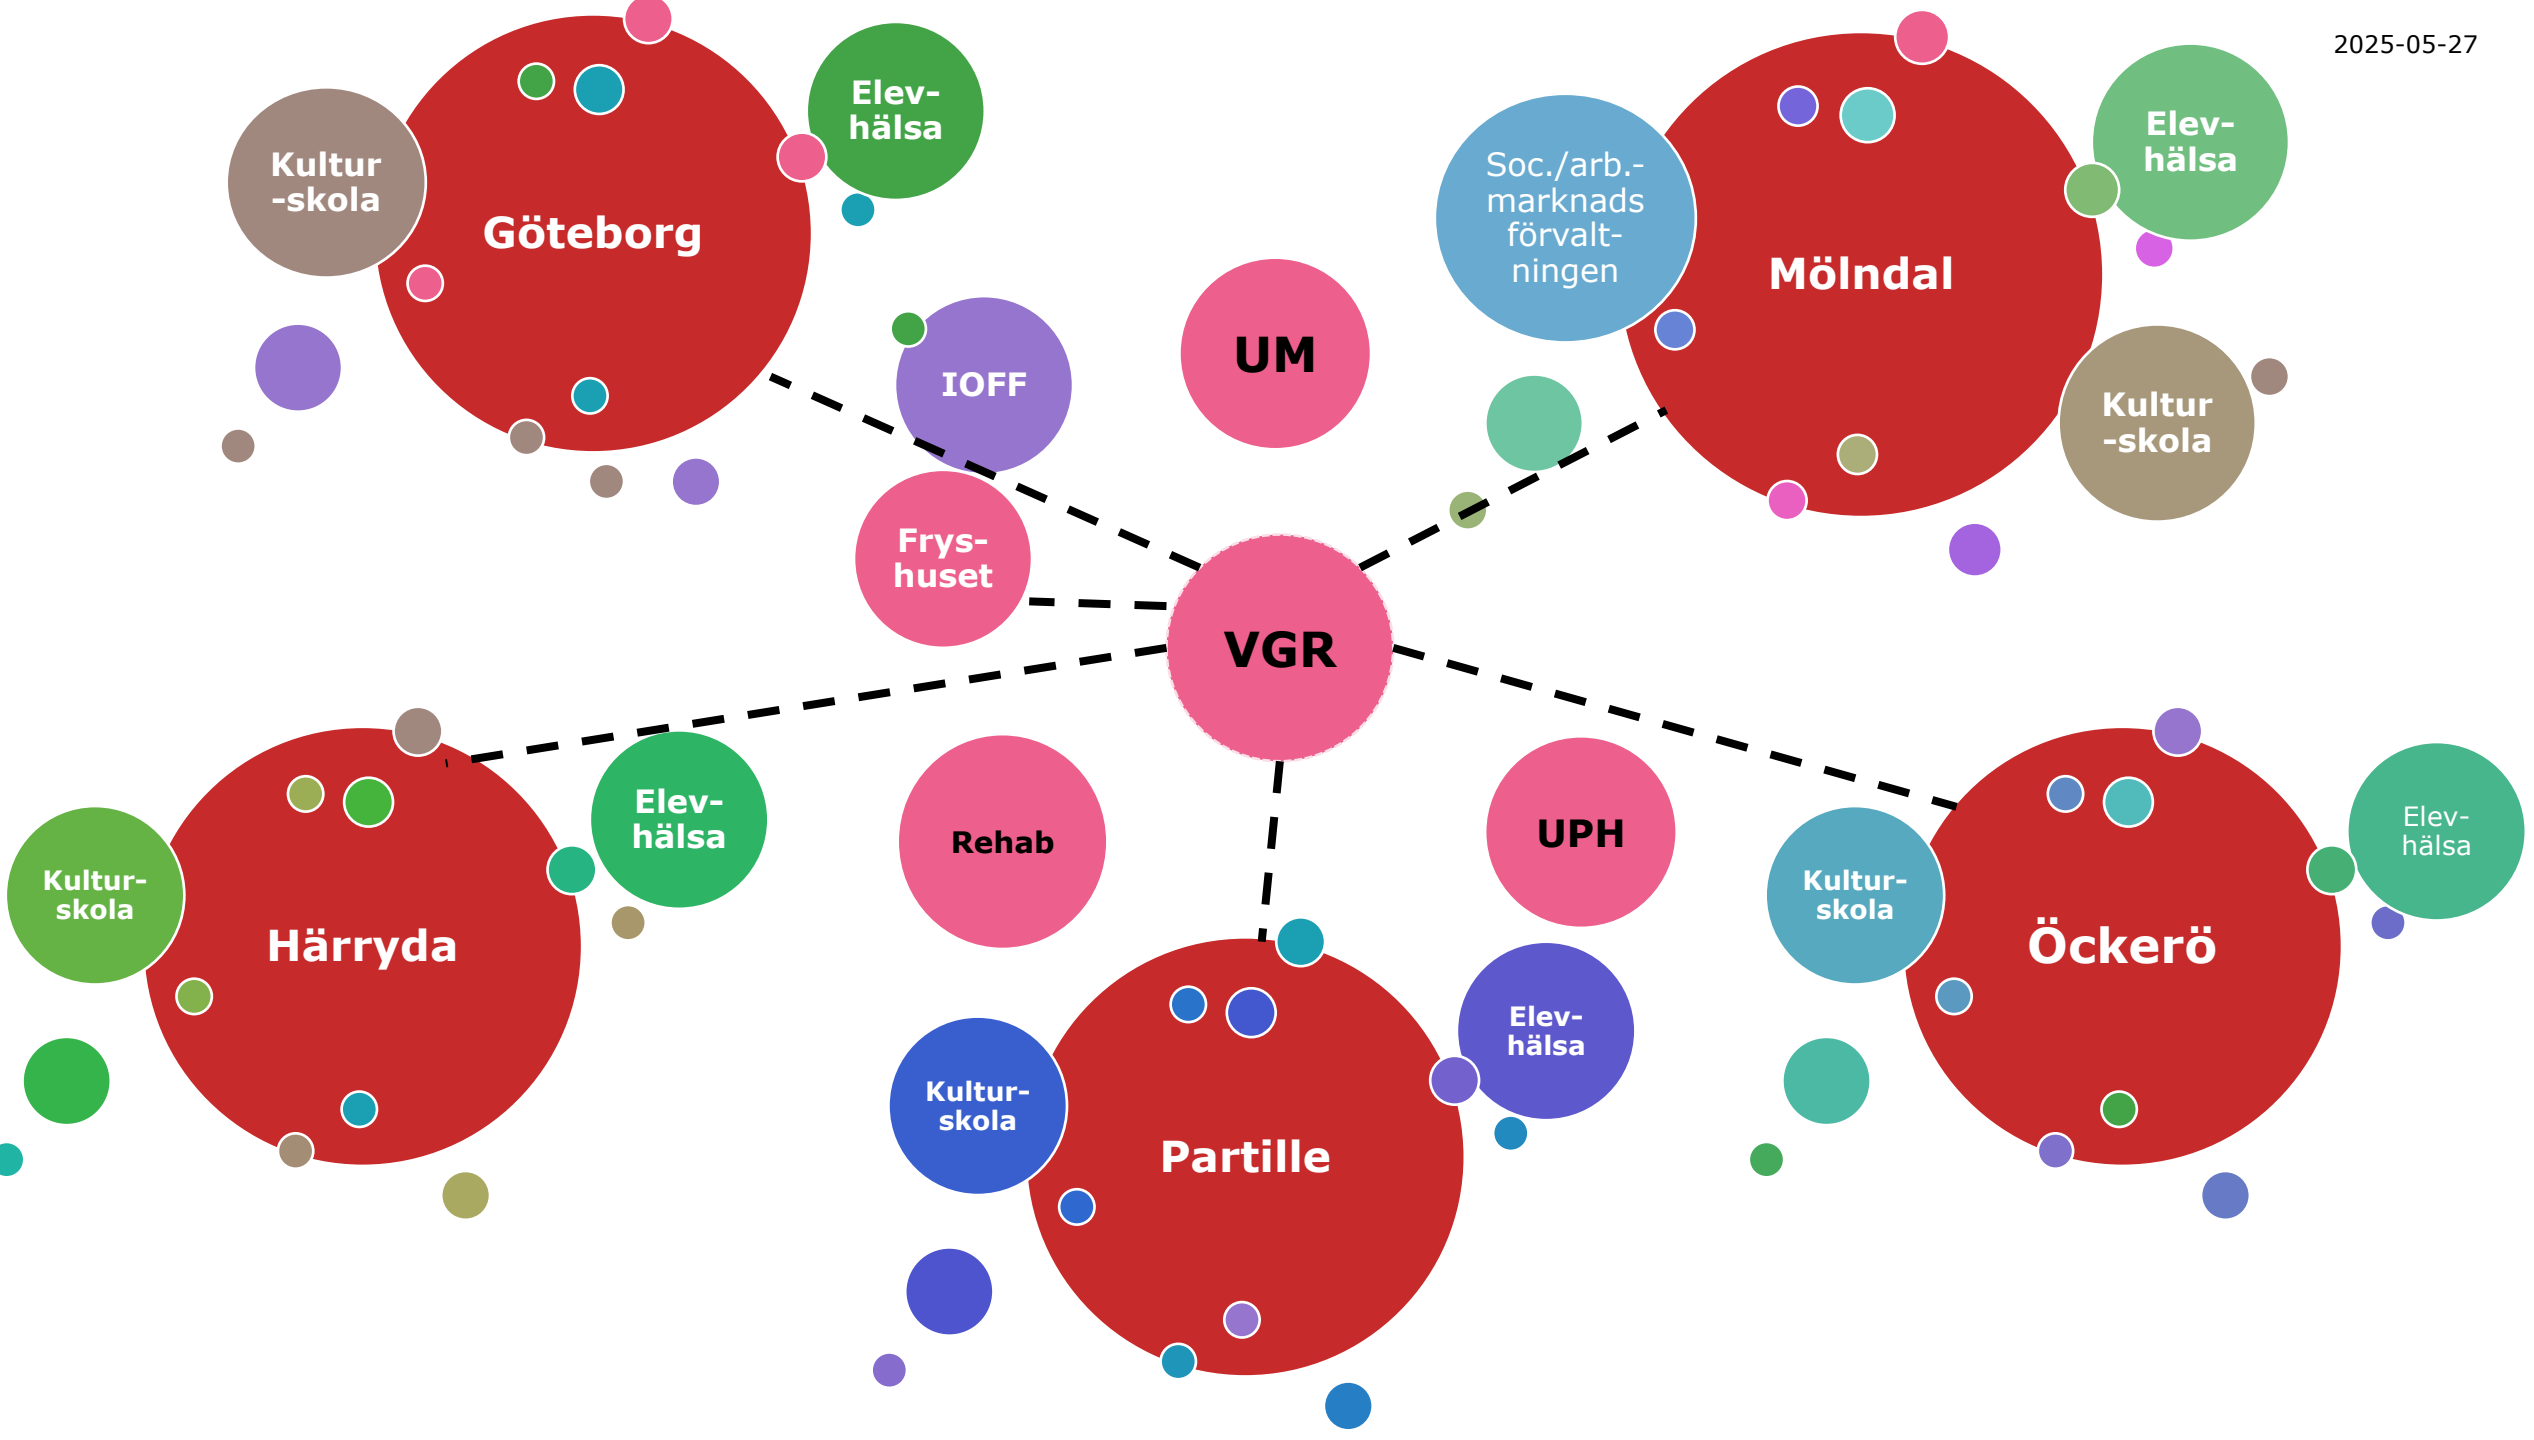 2025-05-27
Elev-
hälsa
Kultur
-skola
Göteborg
Soc./arb.-
marknads
förvalt-
ningen
Elev-
hälsa
Mölndal
IOFF
UM
Kultur
-skola
Frys-
huset
VGR
Kultur-
skola
Härryda
Elev-
hälsa
Rehab
UPH
Kultur-
skola
Öckerö
Elev-
hälsa
Kultur-
skola
Partille
Elev-
hälsa